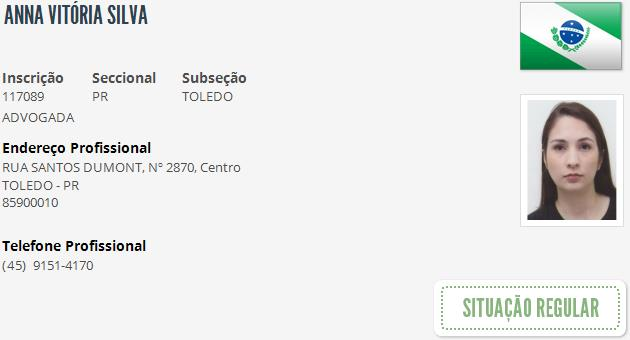 ANNA VITÓRIA SILVA
Inscrição Seccional Subseção
117089 PR TOLEDO
ADVOGADA
Endereço Profissional
RUA SANTOS DUMONT, Nº 2870, Centro
TOLEDO - PR
85900010
Telefone Profissional
(45) 9151-4170
SITUAÇÃO REGULAR